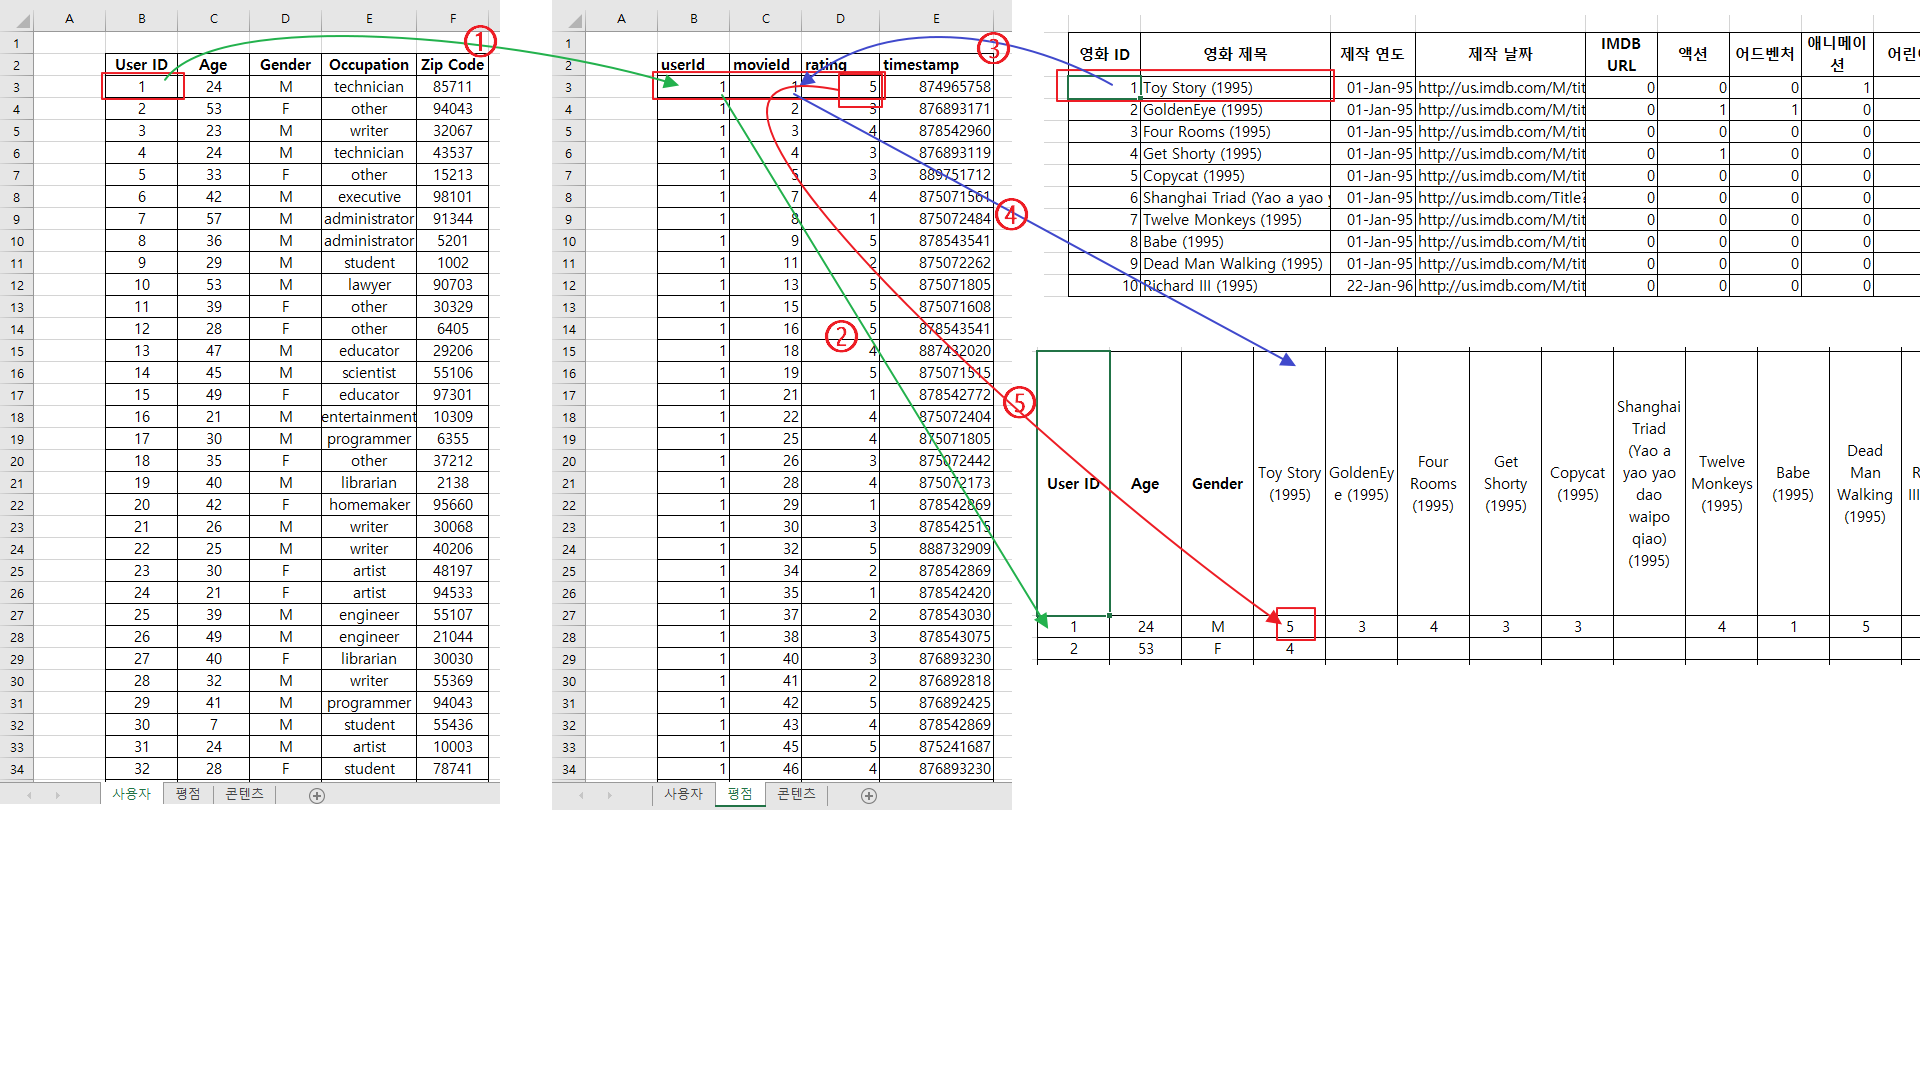 A B C D E F
1
2 User ID Age Gender Occupation Zip Code
3 1 24 M technician 85711
4 2 53 F other 94043
5 3 23 M writer 32067
6 4 24 M technician 43537
7 5 33 F other 15213
8 6 42 M executive 98101
9 7 57 M administrator 91344
10 8 36 M administrator 5201
11 9 29 M student 1002
12 10 53 M lawyer 90703
13 11 39 F other 30329
14 12 28 F other 6405
15 13 47 M educator 29206
16 14 45 M scientist 55106
17 15 49 F educator 97301
18 16 21 M entertainment 10309
19 17 30 M programmer 6355
20 18 35 F other 37212
21 19 40 M librarian 2138
22 20 42 F homemaker 95660
23 21 26 M writer 30068
24 22 25 M writer 40206
25 23 30 F artist 48197
26 24 21 F artist 94533
27 25 39 M engineer 55107
28 26 49 M engineer 21044
29 27 40 F librarian 30030
30 28 32 M writer 55369
31 29 41 M programmer 94043
32 30 7 M student 55436
33 31 24 M artist 10003
34 32 28 F student 78741
사용자 평점 콘텐츠
①
A B C D E
1
2 userId movieId rating timestamp
3 1 1 5 874965758
4 1 2 3 876893171
5 1 3 4 878542960
6 1 4 3 876893119
7 1 5 3 889751712
8 1 7 4 875071561
9 1 8 1 875072484
10 1 9 5 878543541
11 1 11 2 875072262
12 1 13 5 875071805
13 1 15 5 875071608
14 1 16 5 878543541
15 1 18 4 887432020
16 1 19 5 875071515
17 1 21 1 878542772
18 1 22 4 875072404
19 1 25 4 875071805
20 1 26 3 875072442
21 1 28 4 875072173
22 1 29 1 878542869
23 1 30 3 878542515
24 1 32 5 888732909
25 1 34 2 878542869
26 1 35 1 878542420
27 1 37 2 878543030
28 1 38 3 878543075
29 1 40 3 876893230
30 1 41 2 876892818
31 1 42 5 876892425
32 1 43 4 878542869
33 1 45 5 875241687
34 1 46 4 876893230
사용자 평점 콘텐츠
②
③
④
⑤
영화 ID 영화 제목 제작 연도 제작 날짜 IMDB URL 액션 어드벤처 애니메이션 어린이
1 Toy Story (1995) 01-Jan-95 http://us.imdb.com/M/tit 0 0 0 1
2 GoldenEye (1995) 01-Jan-95 http://us.imdb.com/M/tit 0 1 1 0
3 Four Rooms (1995) 01-Jan-95 http://us.imdb.com/M/tit 0 0 0 0
4 Get Shorty (1995) 01-Jan-95 http://us.imdb.com/M/tit 0 1 0 0
5 Copycat (1995) 01-Jan-95 http://us.imdb.com/M/tit 0 0 0 0
6 Shanghai Triad (Yao a yao y 01-Jan-95 http://us.imdb.com/Title? 0 0 0 0
7 Twelve Monkeys (1995) 01-Jan-95 http://us.imdb.com/M/tit 0 0 0 0
8 Babe (1995) 01-Jan-95 http://us.imdb.com/M/tit 0 0 0 0
9 Dead Man Walking (1995) 01-Jan-95 http://us.imdb.com/M/tit 0 0 0 0
10 Richard III (1995) 22-Jan-96 http://us.imdb.com/M/tit 0 0 0 0
User ID Age Gender Toy Story (1995) GoldenEye (1995) Four Rooms (1995) Get Shorty (1995) Copycat (1995) Shanghai Triad (Yao a yao yao dao waipo qiao) (1995) Twelve Monkeys (1995) Babe (1995) Dead Man Walking (1995) R III
1 24 M 5 3 4 3 3 4 1 5
2 53 F 4